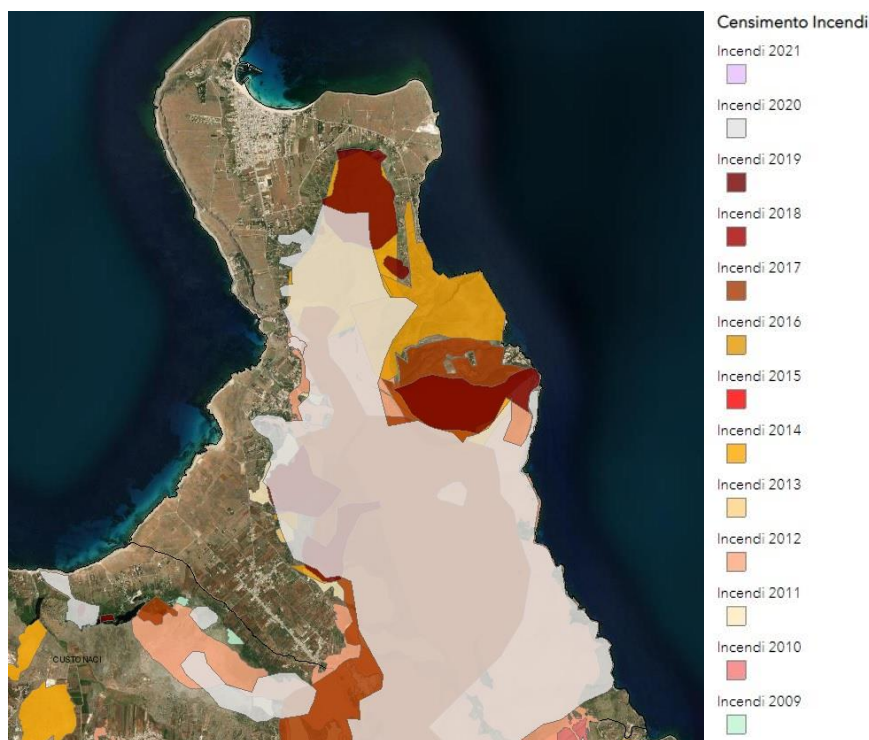 Censimento Incendi
Incendi 2021
Incendi 2020
Incendi 2019
Incendi 2018
Incendi 2017
Incendi 2016
Incendi 2015
Incendi 2014
Incendi 2013
Incendi 2012
Incendi 2011
Incendi 2010
Incendi 2009
CUSTONACI